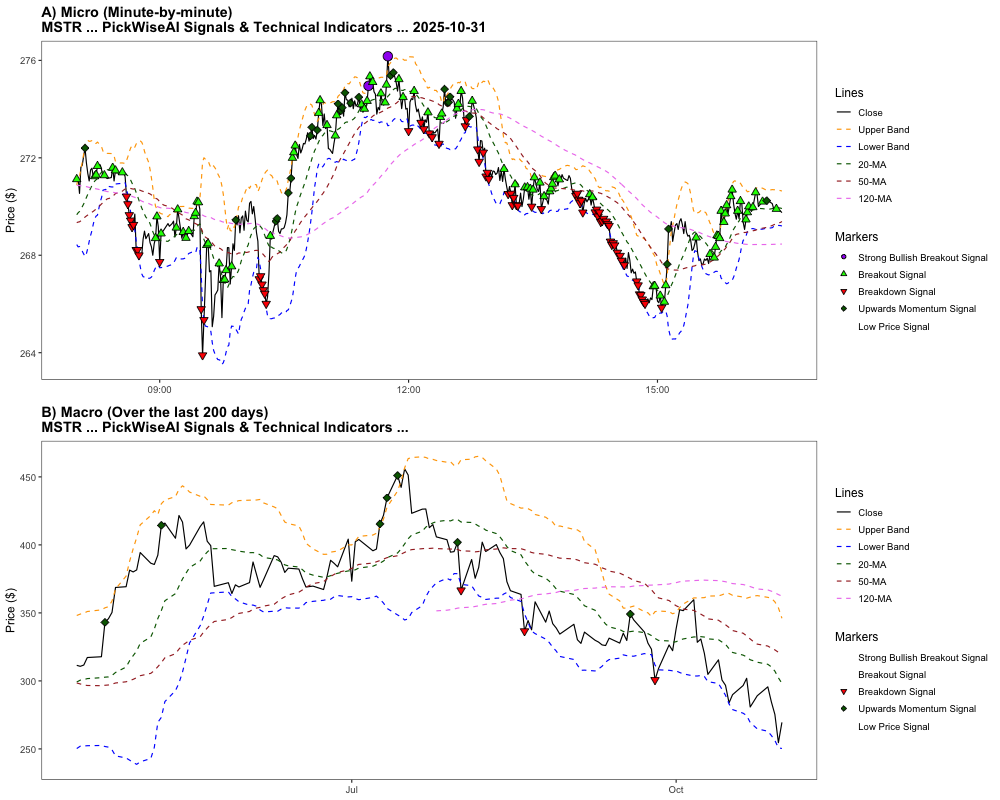 A) Micro (Minute-by-minute)
MSTR ... PickWiseAI Signals & Technical Indicators ... 2025-10-31
276
272
268
264
Price ($)
09:00
12:00
15:00
Lines
Close
Upper Band
Lower Band
20-MA
50-MA
120-MA
Markers
Strong Bullish Breakout Signal
Breakout Signal
Breakdown Signal
Upwards Momentum Signal
Low Price Signal
B) Macro (Over the last 200 days)
MSTR ... PickWiseAI Signals & Technical Indicators ...
450
400
350
300
250
Price ($)
Jul
Oct
Lines
Close
Upper Band
Lower Band
20-MA
50-MA
120-MA
Markers
Strong Bullish Breakout Signal
Breakout Signal
Breakdown Signal
Upwards Momentum Signal
Low Price Signal